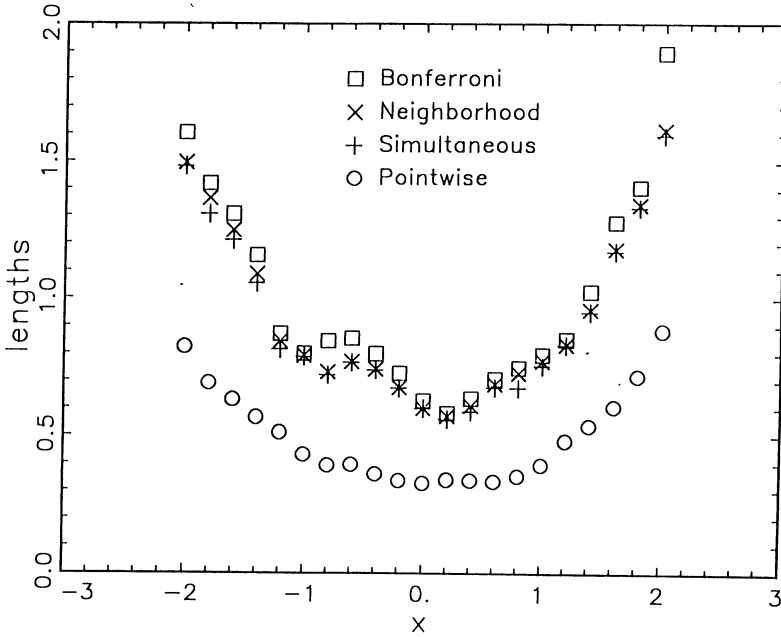 2.0
1.5
1.0
0.5
0.0
lengths
Bonferroni
Neighborhood
Simultaneous
Pointwise
−3 −2 −1 0. 1 2 3
x